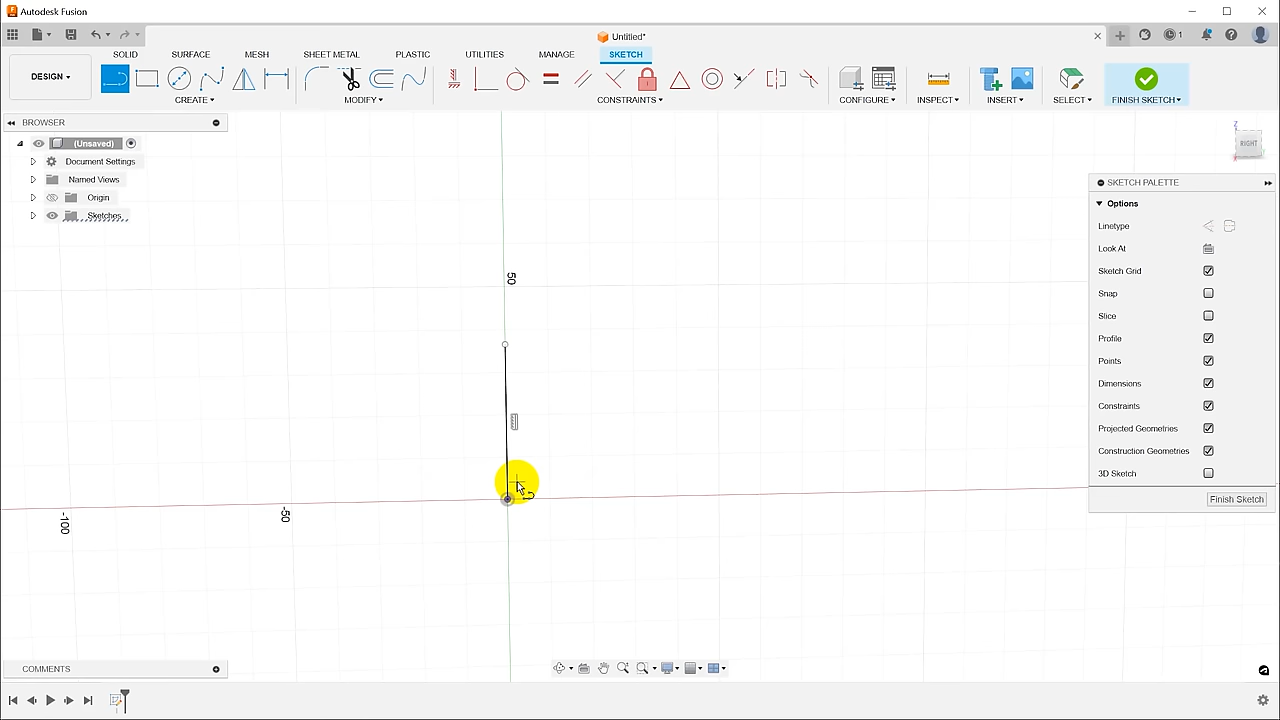 Autodesk Fusion
Untitled*
1
DESIGN
SOLID
SURFACE
MESH
SHEET METAL
PLASTIC
UTILITIES
MANAGE
SKETCH
CREATE
MODIFY
CONSTRAINTS
CONFIGURE
INSPECT
INSERT
SELECT
FINISH SKETCH
BROWSER
(Unsaved)
Document Settings
Named Views
Origin
Sketches
50
-100
-50
Z
RIGHT
SKETCH PALETTE
Options
Linetype
Look At
Sketch Grid
Snap
Slice
Profile
Points
Dimensions
Constraints
Projected Geometries
Construction Geometries
3D Sketch
Finish Sketch
COMMENTS